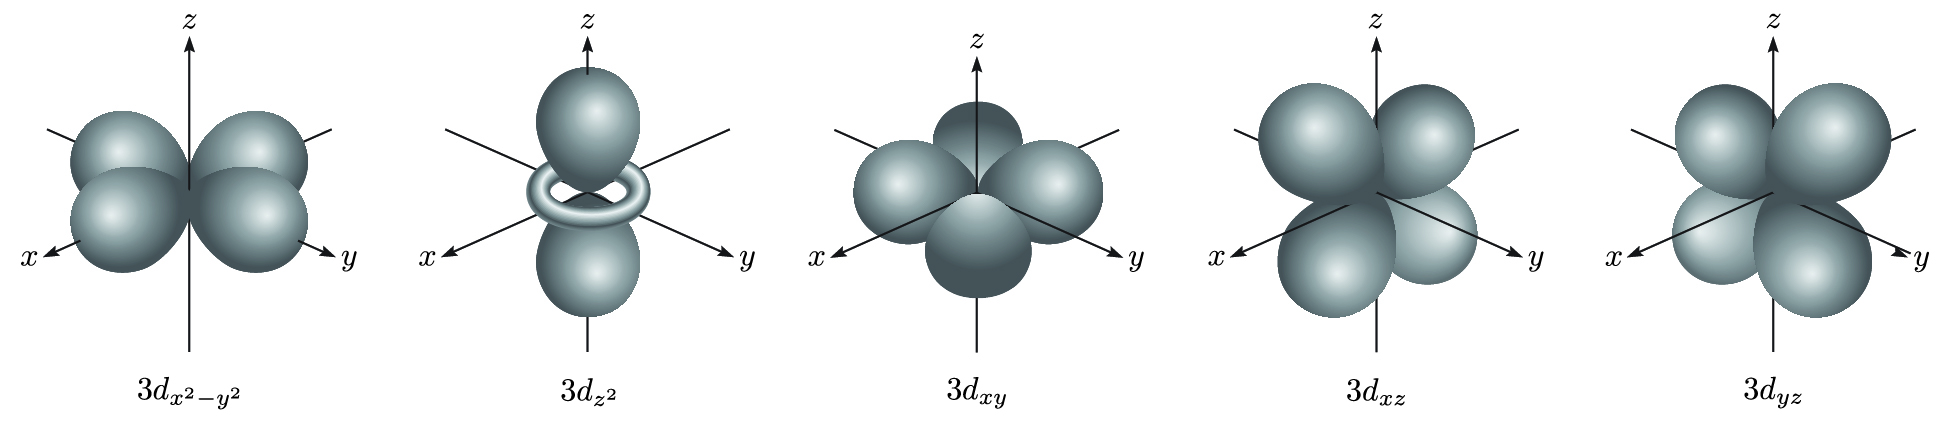 z z z z z
x y x y x y x y x y
3d_{x^2-y^2} 3d_{z^2} 3d_{xy} 3d_{xz} 3d_{yz}